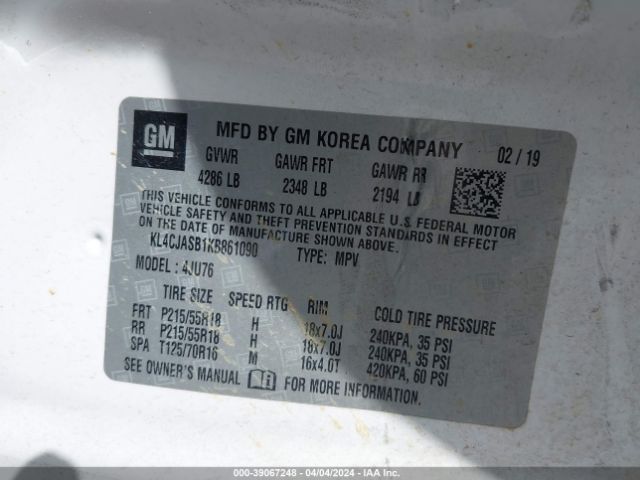 GM
MFD BY GM KOREA COMPANY 02 / 19
GVWR GAWR FRT GAWR RR
4286 LB 2348 LB 2194 LB
THIS VEHICLE CONFORMS TO ALL APPLICABLE U.S. FEDERAL MOTOR
VEHICLE SAFETY AND THEFT PREVENTION STANDARDS IN EFFECT
ON THE DATE OF MANUFACTURE SHOWN ABOVE.
KL4CJASB1KB861090 TYPE: MPV
MODEL : 4JU76
TIRE SIZE SPEED RTG RIM COLD TIRE PRESSURE
FRT P215/55R18 H 18x7.0J 240KPA, 35 PSI
RR P215/55R18 H 18x7.0J 240KPA, 35 PSI
SPA T125/70R16 M 16x4.0T 420KPA, 60 PSI
SEE OWNER'S MANUAL FOR MORE INFORMATION.
000-39067248 - 04/04/2024 - IAA Inc.